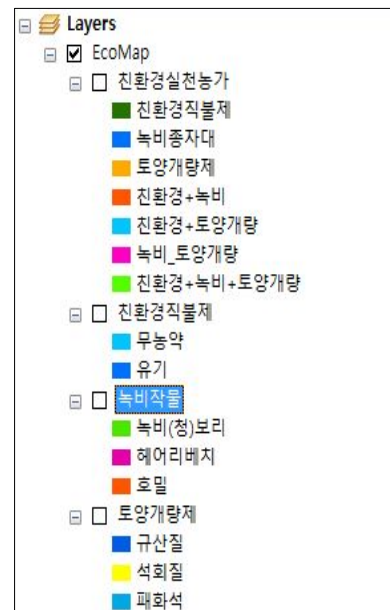 Layers
EcoMap
친환경실천농가
친환경직불제
녹비종자대
토양개량제
친환경+녹비
친환경+토양개량
녹비_토양개량
친환경+녹비+토양개량
친환경직불제
무농약
유기
녹비작물
녹비(청)보리
헤어리베치
호밀
토양개량제
규산질
석회질
패화석